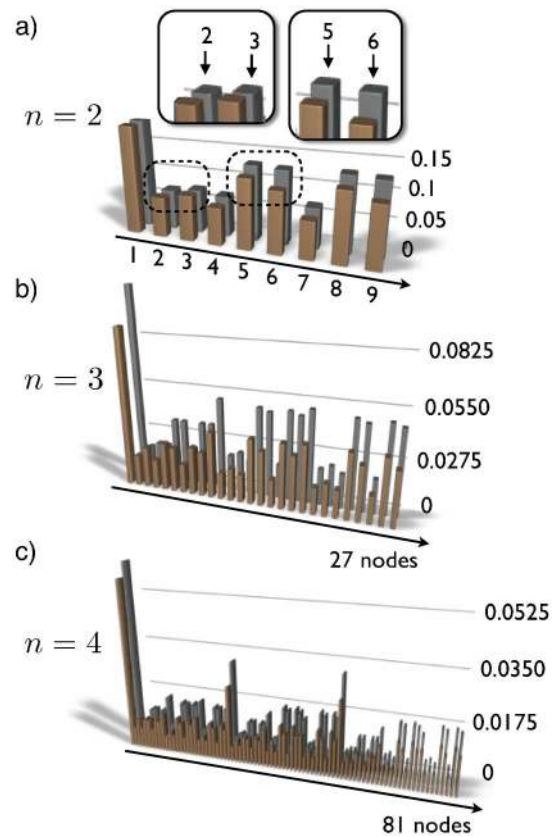 a)
2 3 5 6
n = 2
0.15
0.1
0.05
0
1 2 3 4 5 6 7 8 9
b)
n = 3
0.0825
0.0550
0.0275
0
27 nodes
c)
n = 4
0.0525
0.0350
0.0175
0
81 nodes